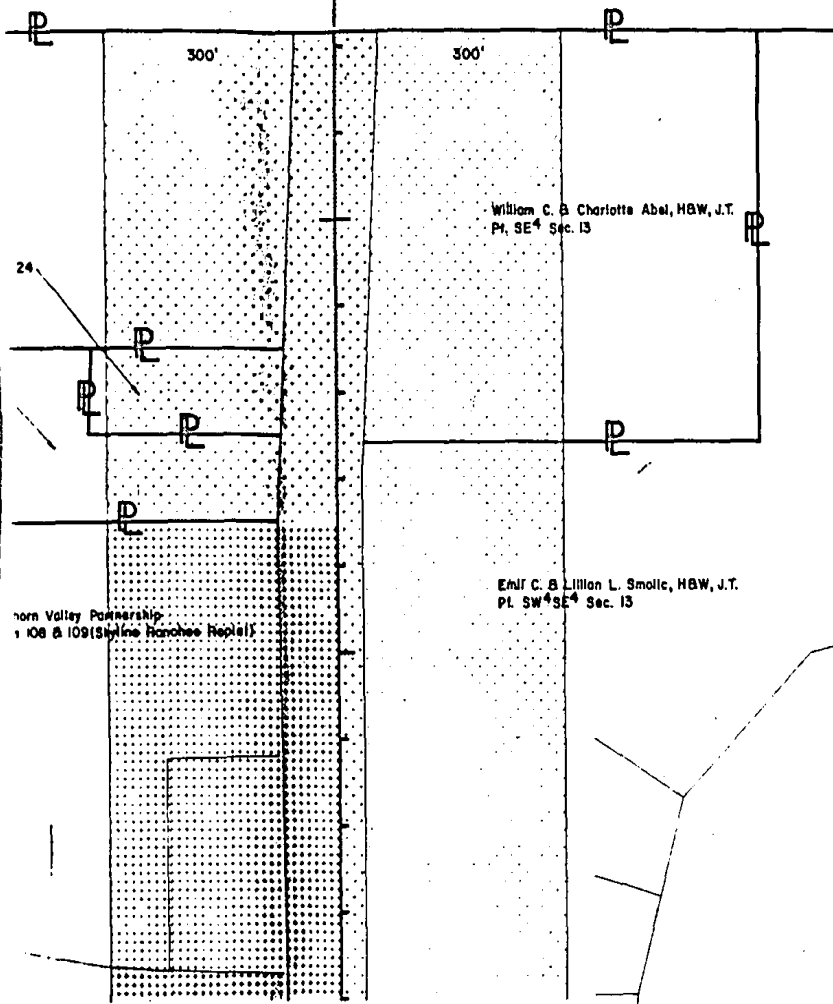 PL
PL
300'
300'
William C. & Charlotte Abel, H&W, J.T.
Pt. SE4 Sec. 13
PL
24
PL
PL
PL
PL
PL
Emil C. & Lillian L. Smolic, H&W, J.T.
Pt. SW4SE4 Sec. 13
horn Valley Partnership
108 & 109 (Skyline Ranches Replat)